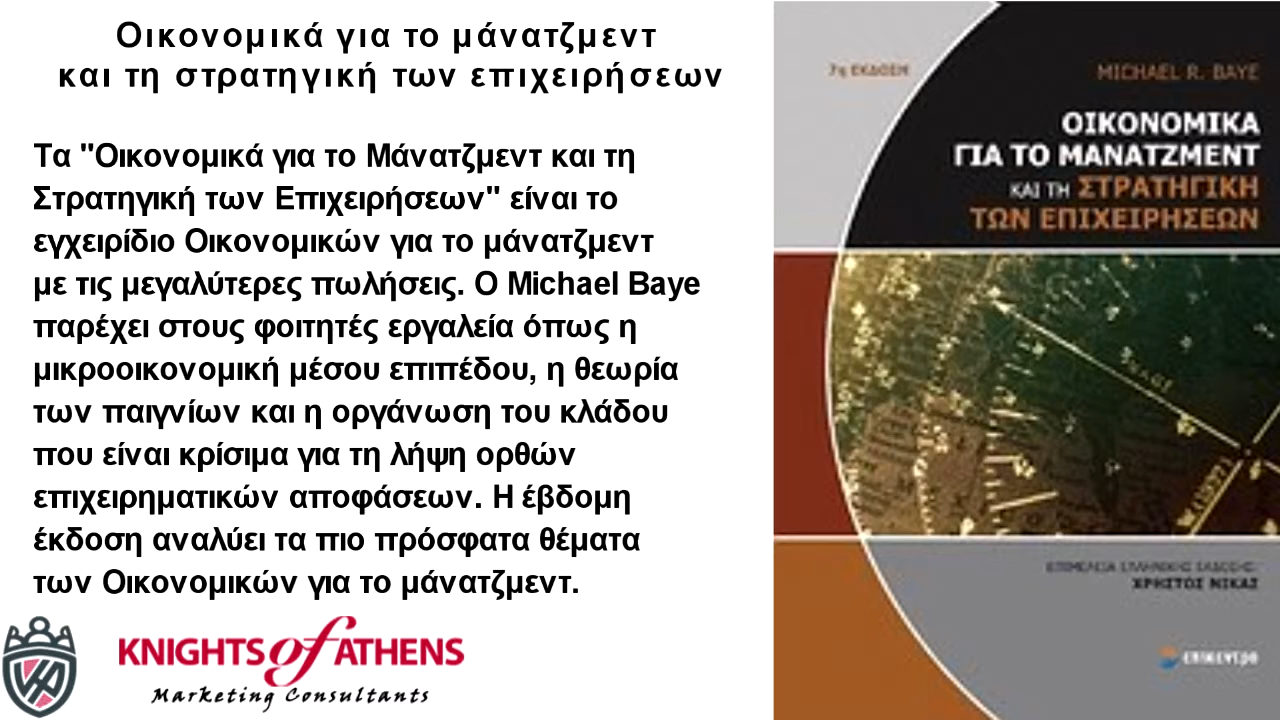 Οικονομικά για το μάνατζμεντ
και τη στρατηγική των επιχειρήσεων
Τα "Οικονομικά για το Μάνατζμεντ και τη
Στρατηγική των Επιχειρήσεων" είναι το
εγχειρίδιο Οικονομικών για το μάνατζμεντ
με τις μεγαλύτερες πωλήσεις. Ο Michael Baye
παρέχει στους φοιτητές εργαλεία όπως η
μικροοικονομική μέσου επιπέδου, η θεωρία
των παιγνίων και η οργάνωση του κλάδου
που είναι κρίσιμα για τη λήψη ορθών
επιχειρηματικών αποφάσεων. Η έβδομη
έκδοση αναλύει τα πιο πρόσφατα θέματα
των Οικονομικών για το μάνατζμεντ.
KNIGHTS of ATHENS
Marketing Consultants
7η ΕΚΔΟΣΗ
MICHAEL R. BAYE
ΟΙΚΟΝΟΜΙΚΑ
ΓΙΑ ΤΟ ΜΑΝΑΤΖΜΕΝΤ
ΚΑΙ ΤΗ ΣΤΡΑΤΗΓΙΚΗ
ΤΩΝ ΕΠΙΧΕΙΡΗΣΕΩΝ
ΕΠΙΜΕΛΕΙΑ ΕΛΛΗΝΙΚΗΣ ΕΚΔΟΣΗΣ:
ΧΡΗΣΤΟΣ ΝΙΚΑΣ
επίκεντρο